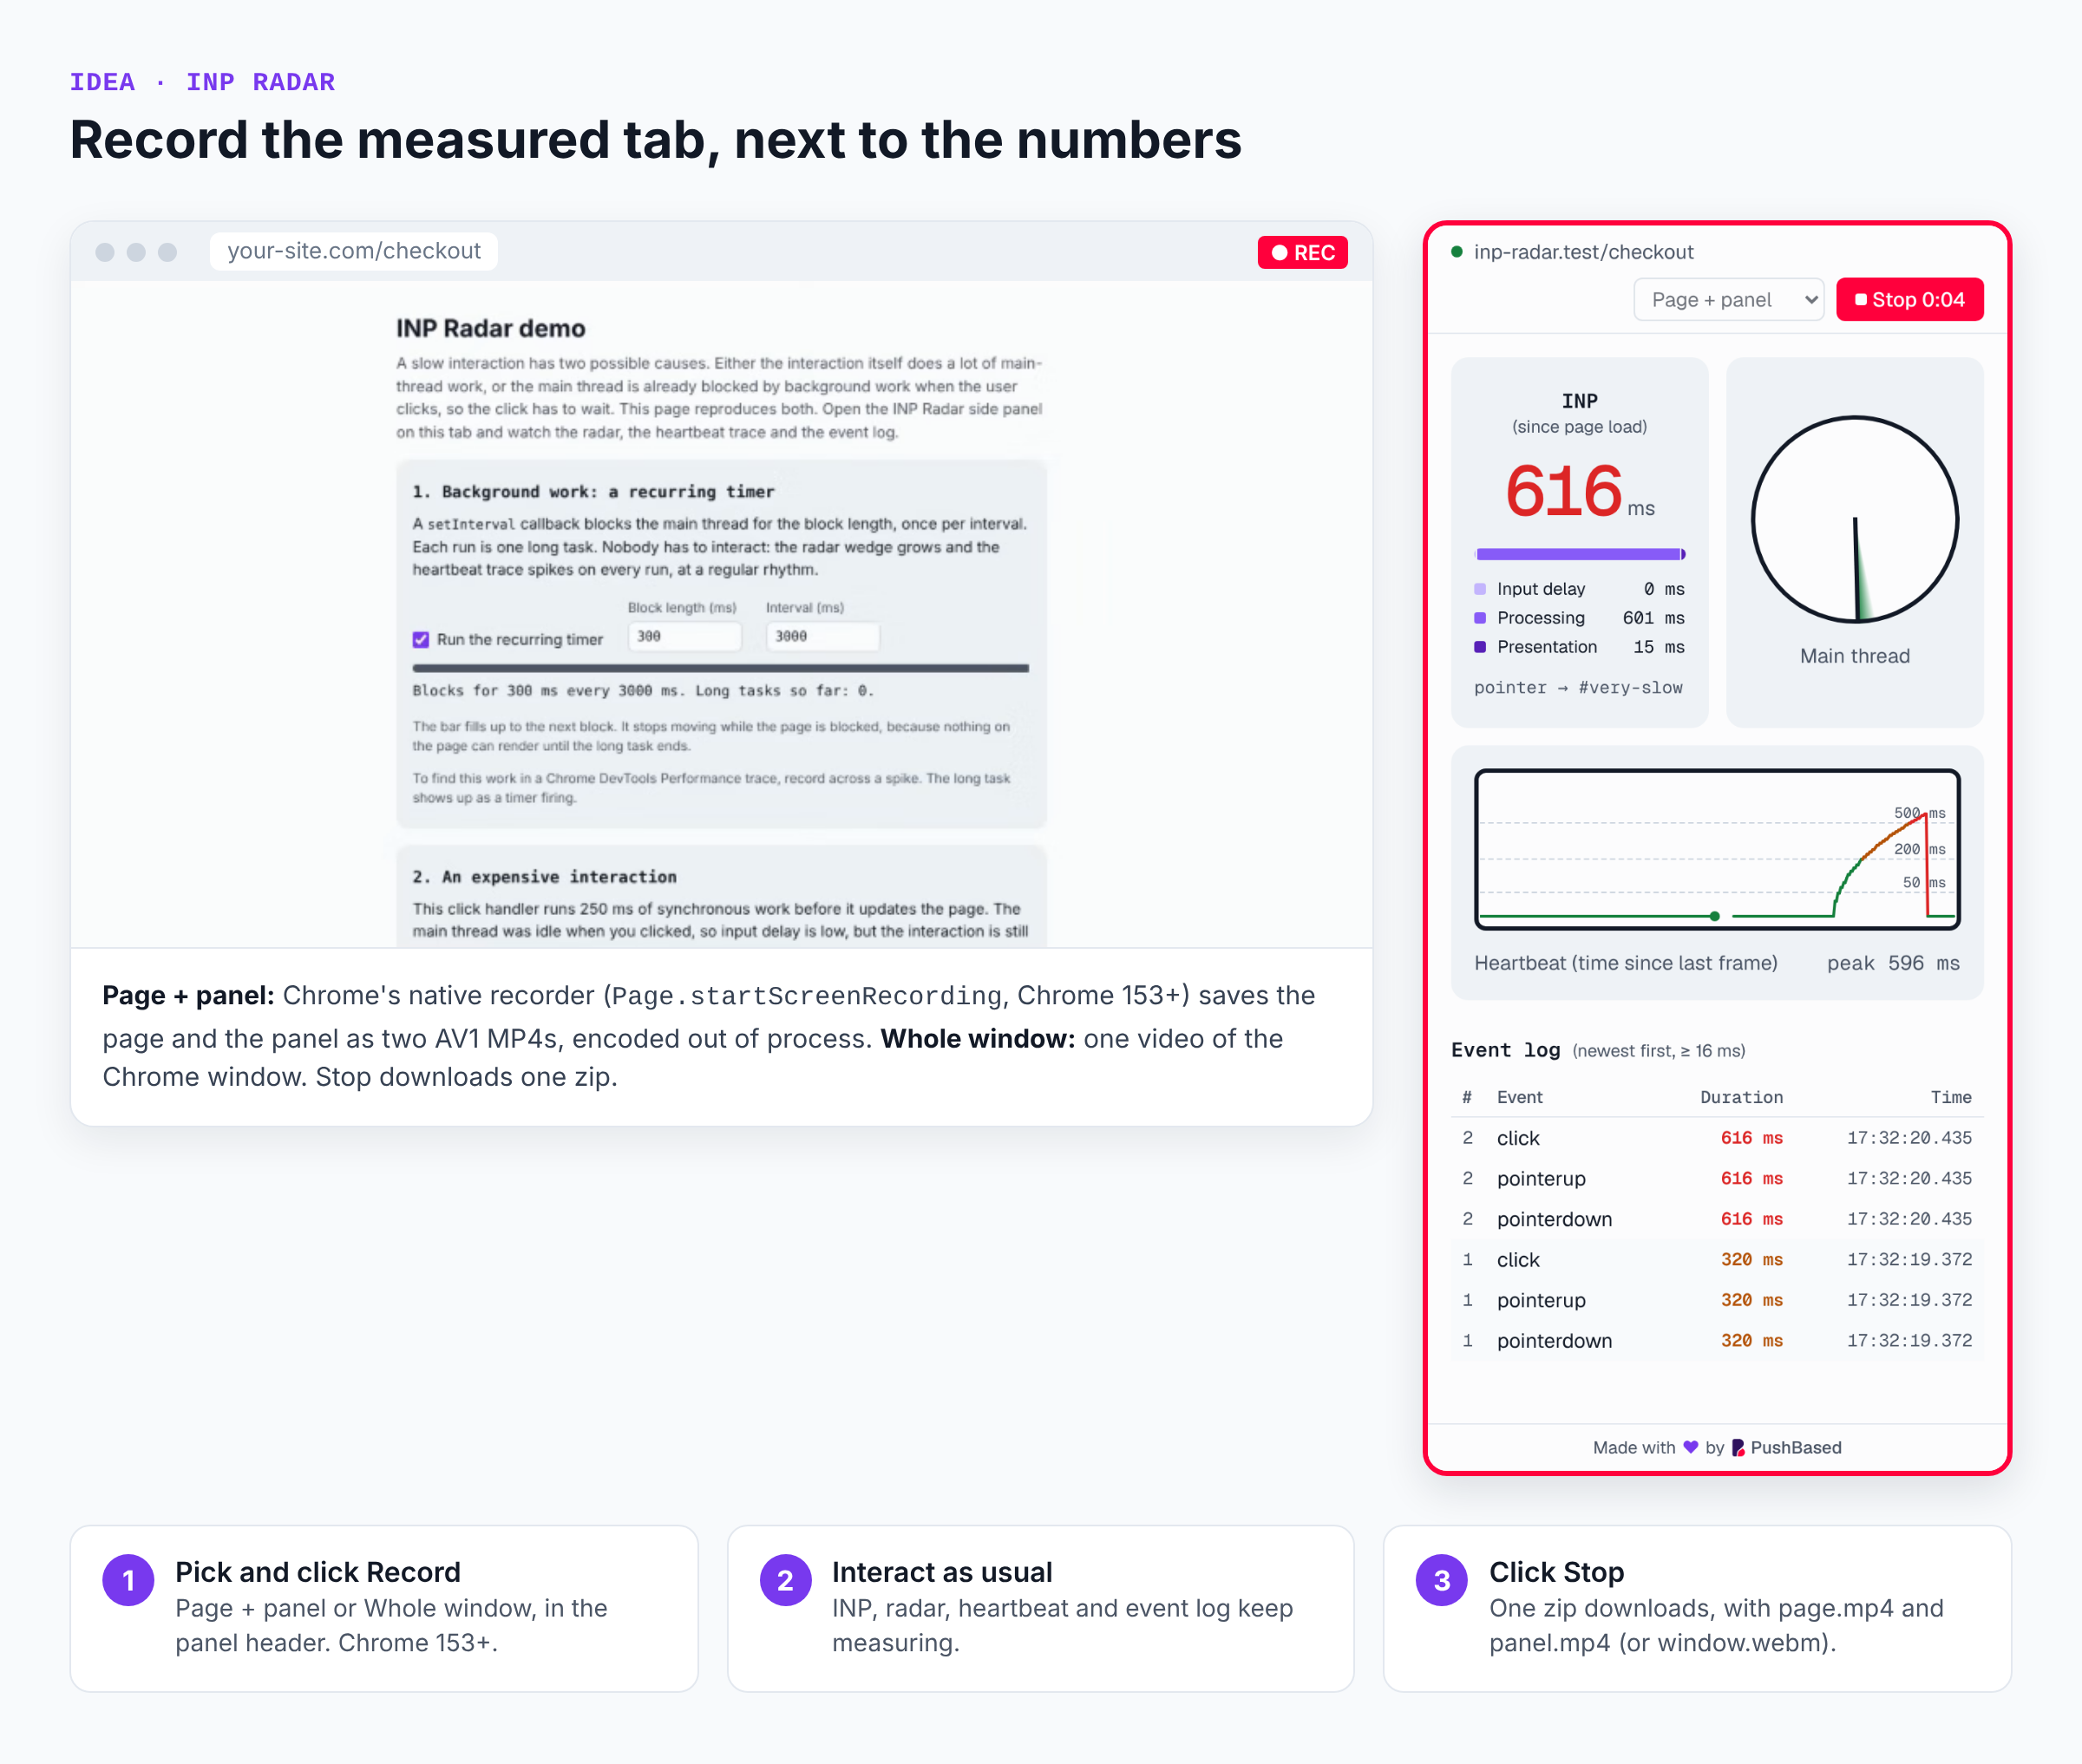 IDEA · INP RADAR
Record the measured tab, next to the numbers
your-site.com/checkout
REC
INP Radar demo
A slow interaction has two possible causes. Either the interaction itself does a lot of main-
thread work, or the main thread is already blocked by background work when the user
clicks, so the click has to wait. This page reproduces both. Open the INP Radar side panel
on this tab and watch the radar, the heartbeat trace and the event log.
1. Background work: a recurring timer
A setInterval callback blocks the main thread for the block length, once per interval.
Each run is one long task. Nobody has to interact: the radar wedge grows and the
heartbeat trace spikes on every run, at a regular rhythm.
Block length (ms) Interval (ms)
Run the recurring timer 300 3000
Blocks for 300 ms every 3000 ms. Long tasks so far: 0.
The bar fills up to the next block. It stops moving while the page is blocked, because nothing on
the page can render until the long task ends.
To find this work in a Chrome DevTools Performance trace, record across a spike. The long task
shows up as a timer firing.
2. An expensive interaction
This click handler runs 250 ms of synchronous work before it updates the page. The
main thread was idle when you clicked, so input delay is low, but the interaction is still
Page + panel: Chrome's native recorder (Page.startScreenRecording, Chrome 153+) saves the
page and the panel as two AV1 MP4s, encoded out of process. Whole window: one video of the
Chrome window. Stop downloads one zip.
inp-radar.test/checkout
Page + panel Stop 0:04
INP
(since page load)
616 ms
Input delay 0 ms
Processing 601 ms
Presentation 15 ms
pointer → #very-slow
Main thread
500 ms
200 ms
50 ms
Heartbeat (time since last frame) peak 596 ms
Event log (newest first, ≥ 16 ms)
# Event Duration Time
2 click 616 ms 17:32:20.435
2 pointerup 616 ms 17:32:20.435
2 pointerdown 616 ms 17:32:20.435
1 click 320 ms 17:32:19.372
1 pointerup 320 ms 17:32:19.372
1 pointerdown 320 ms 17:32:19.372
Made with by PushBased
1 Pick and click Record
Page + panel or Whole window, in the
panel header. Chrome 153+.
2 Interact as usual
INP, radar, heartbeat and event log keep
measuring.
3 Click Stop
One zip downloads, with page.mp4 and
panel.mp4 (or window.webm).